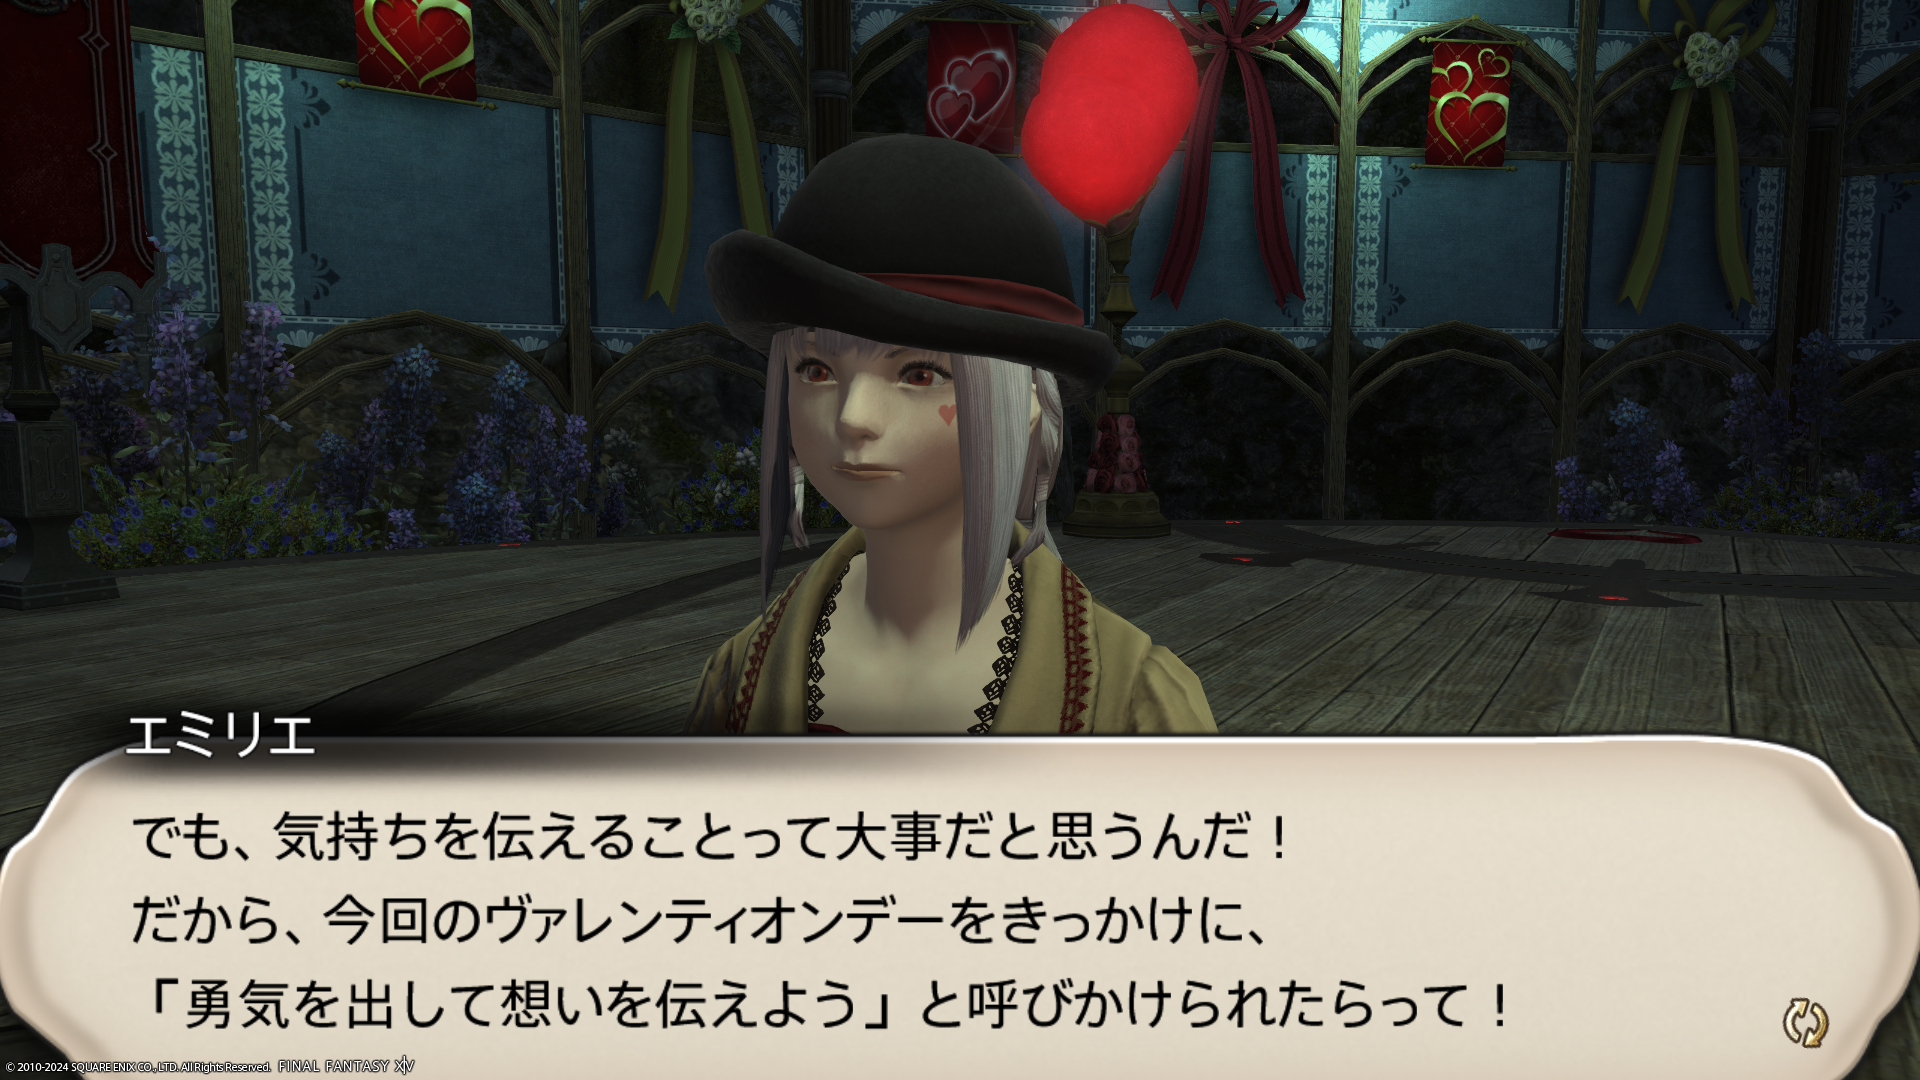 エミリエ
でも、気持ちを伝えることって大事だと思うんだ！
だから、今回のヴァレンティオンデーをきっかけに、
「勇気を出して想いを伝えよう」と呼びかけられたらって！
© 2010-2024 SQUARE ENIX CO., LTD. All Rights Reserved. FINAL FANTASY XIV